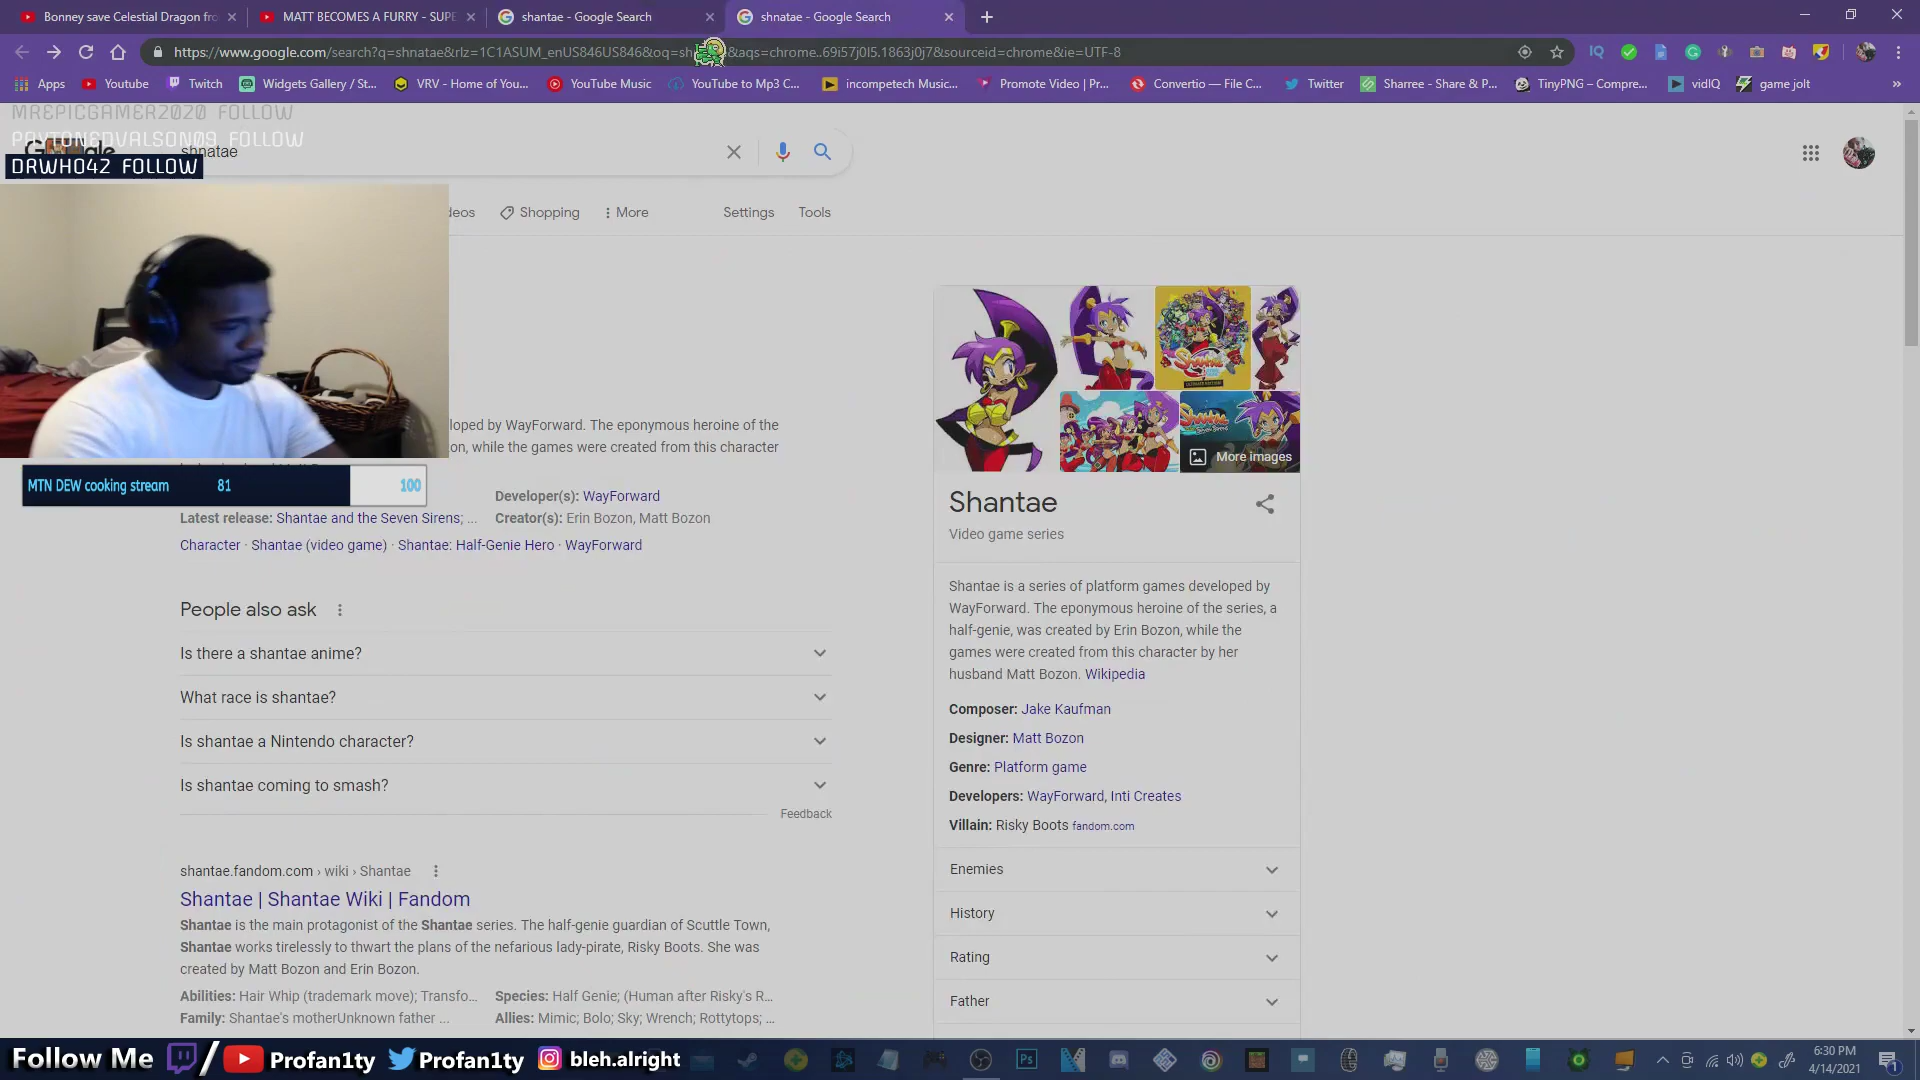 Bonney save Celestial Dragon fro
MATT BECOMES A FURRY - SUPE
shantae - Google Search
shnatae - Google Search
https://www.google.com/search?q=shnatae&rlz=1C1ASUM_enUS846US846&oq=sh &aqs=chrome..69i57j0l5.1863j0j7&sourceid=chrome&ie=UTF-8
Apps
Youtube
Twitch
Widgets Gallery / St...
VRV - Home of You...
YouTube Music
YouTube to Mp3 C...
incompetech Music...
Promote Video | Pr...
Convertio — File C...
Twitter
Sharree - Share & P...
TinyPNG – Compre...
vidIQ
game jolt
»
MREPICGAMER2020 FOLLOW
PAYTONEDVALSON09 FOLLOW
shnatae
DRWHO42 FOLLOW
deos
Shopping
More
Settings
Tools
loped by WayForward. The eponymous heroine of the
on, while the games were created from this character
MTN DEW cooking stream 81 100
Developer(s): WayForward
Latest release: Shantae and the Seven Sirens; ...
Creator(s): Erin Bozon, Matt Bozon
Character · Shantae (video game) · Shantae: Half-Genie Hero · WayForward
People also ask
Is there a shantae anime?
What race is shantae?
Is shantae a Nintendo character?
Is shantae coming to smash?
Feedback
shantae.fandom.com › wiki › Shantae
Shantae | Shantae Wiki | Fandom
Shantae is the main protagonist of the Shantae series. The half-genie guardian of Scuttle Town,
Shantae works tirelessly to thwart the plans of the nefarious lady-pirate, Risky Boots. She was
created by Matt Bozon and Erin Bozon.
Abilities: Hair Whip (trademark move); Transfo...
Species: Half Genie; (Human after Risky's R...
Family: Shantae's motherUnknown father ...
Allies: Mimic; Bolo; Sky; Wrench; Rottytops; ...
More images
Shantae
Video game series
Shantae is a series of platform games developed by
WayForward. The eponymous heroine of the series, a
half-genie, was created by Erin Bozon, while the
games were created from this character by her
husband Matt Bozon. Wikipedia
Composer: Jake Kaufman
Designer: Matt Bozon
Genre: Platform game
Developers: WayForward, Inti Creates
Villain: Risky Boots fandom.com
Enemies
History
Rating
Father
Follow Me / Profan1ty Profan1ty bleh.alright
6:30 PM
4/14/2021